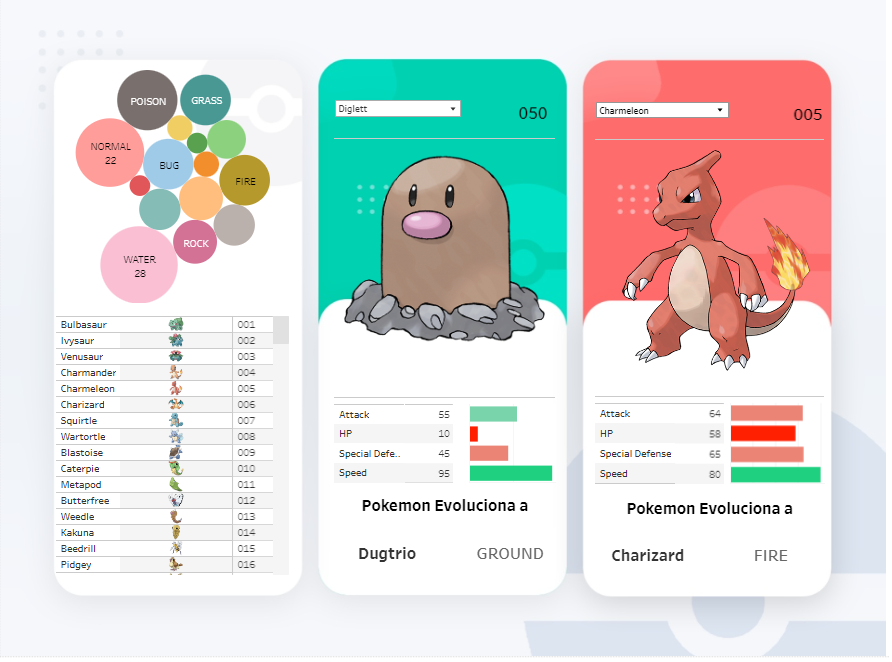 POISON
GRASS
NORMAL
22
BUG
FIRE
ROCK
WATER
28
Bulbasaur 001
Ivysaur 002
Venusaur 003
Charmander 004
Charmeleon 005
Charizard 006
Squirtle 007
Wartortle 008
Blastoise 009
Caterpie 010
Metapod 011
Butterfree 012
Weedle 013
Kakuna 014
Beedrill 015
Pidgey 016
Diglett 050
Attack 55
HP 10
Special Defe.. 45
Speed 95
Pokemon Evoluciona a
Dugtrio GROUND
Charmeleon 005
Attack 64
HP 58
Special Defense 65
Speed 80
Pokemon Evoluciona a
Charizard FIRE